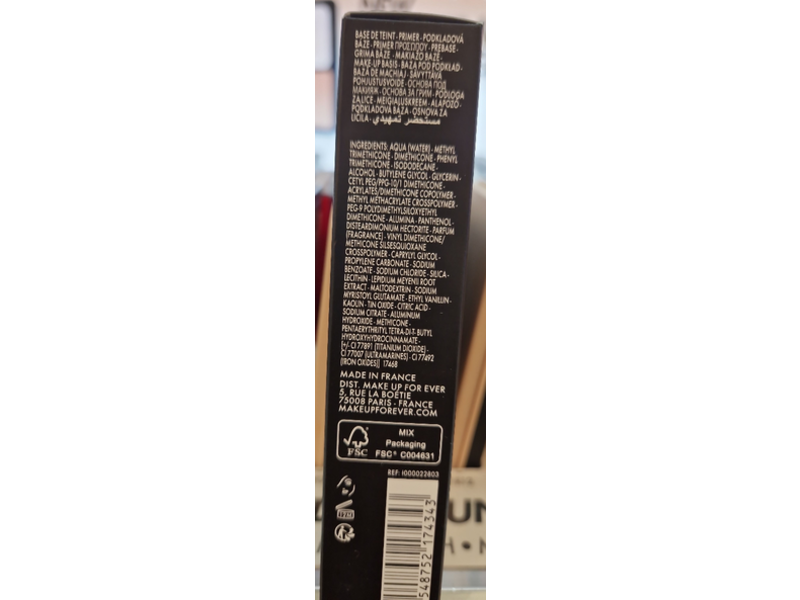 BASE DE TEINT - PRIMER - PODKLADOVÁ
BÁZE - PRIMER ΠΡΟΣΩΠΟΥ - PREBASE -
GRIMA BĀZE - MAKIAŽO BAZĖ -
MAKE-UP BASIS - BAZA POD PODKŁAD -
BAZĂ DE MACHIAJ - SÄVYTTÄVÄ
POHJUSTUSVOIDE - ОСНОВА ПОД
МАКИЯЖ - ОСНОВА ЗА ГРИМ - PODLOGA
ZA LICE - MEIGIALUSKREEM - ALAPOZÓ -
PODKLADOVÁ BÁZA - OSNOVA ZA
LICILA - مستحضر تمهيدي
INGREDIENTS: AQUA (WATER) - METHYL
TRIMETHICONE - DIMETHICONE - PHENYL
TRIMETHICONE - ISODODECANE -
ALCOHOL - BUTYLENE GLYCOL - GLYCERIN -
CETYL PEG/PPG-10/1 DIMETHICONE -
ACRYLATES/DIMETHICONE COPOLYMER -
METHYL METHACRYLATE CROSSPOLYMER -
PEG-9 POLYDIMETHYLSILOXYETHYL
DIMETHICONE - ALUMINA - PANTHENOL -
DISTEARDIMONIUM HECTORITE - PARFUM
(FRAGRANCE) - VINYL DIMETHICONE/
METHICONE SILSESQUIOXANE
CROSSPOLYMER - CAPRYLYL GLYCOL -
PROPYLENE CARBONATE - SODIUM
BENZOATE - SODIUM CHLORIDE - SILICA -
LECITHIN - LEPIDIUM MEYENII ROOT
EXTRACT - MALTODEXTRIN - SODIUM
MYRISTOYL GLUTAMATE - ETHYL VANILLIN -
KAOLIN - TIN OXIDE - CITRIC ACID -
SODIUM CITRATE - ALUMINUM
HYDROXIDE - METHICONE -
PENTAERYTHRITYL TETRA-DI-T-BUTYL
HYDROXYHYDROCINNAMATE -
[+/- CI 77891 (TITANIUM DIOXIDE) -
CI 77007 (ULTRAMARINES) - CI 77492
(IRON OXIDES)] 17468
MADE IN FRANCE
DIST. MAKE UP FOR EVER
5, RUE LA BOÉTIE
75008 PARIS - FRANCE
MAKEUPFOREVER.COM
FSC
MIX
Packaging
FSC® C004631
REF: I000022803
548752 174343
UN